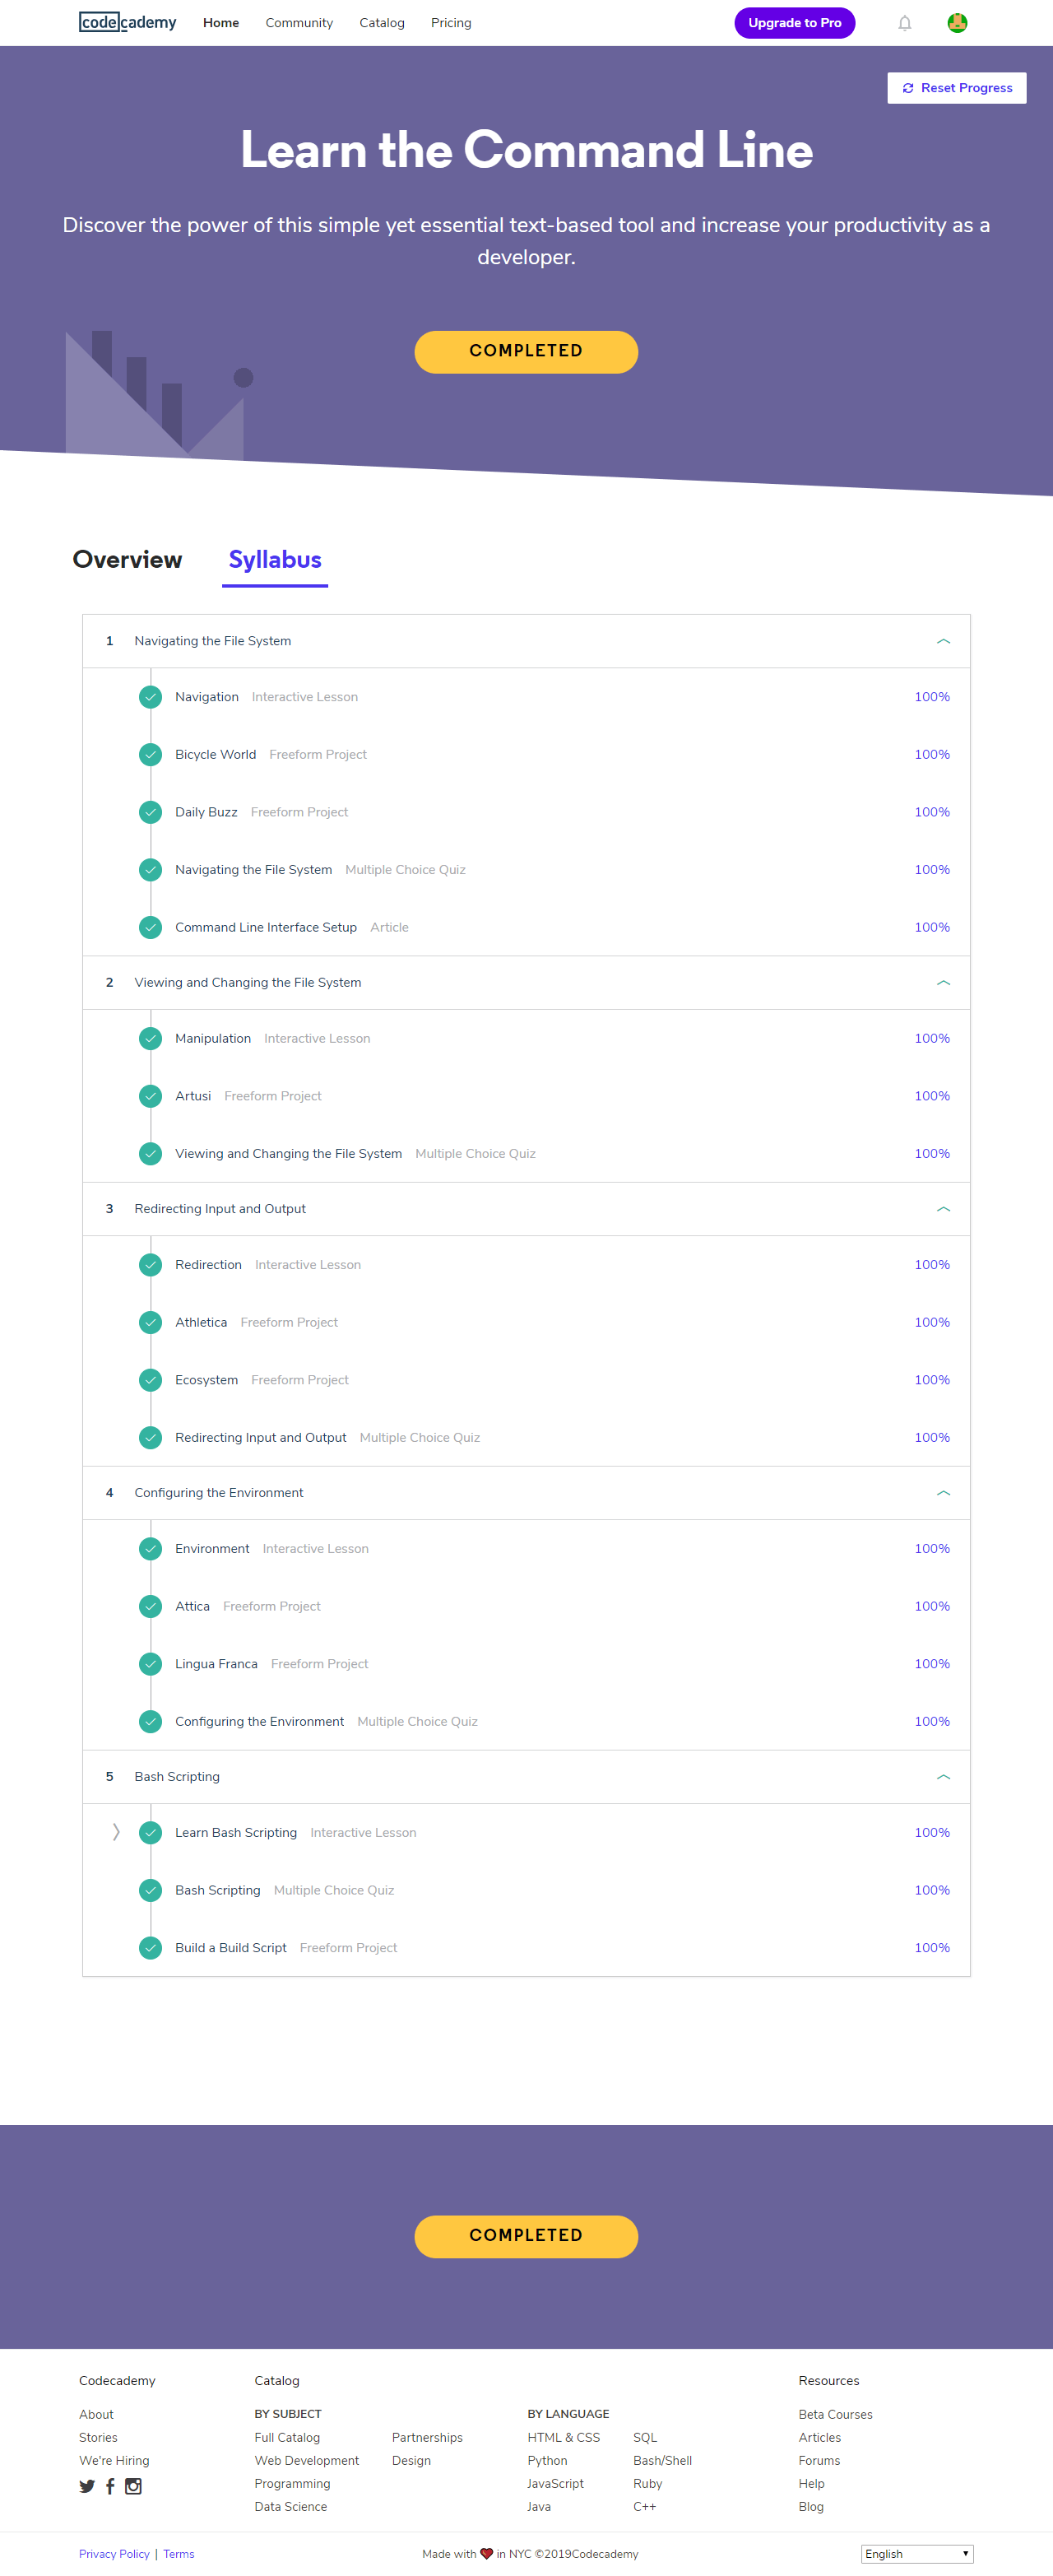 codecademy Home Community Catalog Pricing Upgrade to Pro
Reset Progress
Learn the Command Line
Discover the power of this simple yet essential text-based tool and increase your productivity as a
developer.
COMPLETED
Overview Syllabus
1 Navigating the File System
Navigation Interactive Lesson 100%
Bicycle World Freeform Project 100%
Daily Buzz Freeform Project 100%
Navigating the File System Multiple Choice Quiz 100%
Command Line Interface Setup Article 100%
2 Viewing and Changing the File System
Manipulation Interactive Lesson 100%
Artusi Freeform Project 100%
Viewing and Changing the File System Multiple Choice Quiz 100%
3 Redirecting Input and Output
Redirection Interactive Lesson 100%
Athletica Freeform Project 100%
Ecosystem Freeform Project 100%
Redirecting Input and Output Multiple Choice Quiz 100%
4 Configuring the Environment
Environment Interactive Lesson 100%
Attica Freeform Project 100%
Lingua Franca Freeform Project 100%
Configuring the Environment Multiple Choice Quiz 100%
5 Bash Scripting
Learn Bash Scripting Interactive Lesson 100%
Bash Scripting Multiple Choice Quiz 100%
Build a Build Script Freeform Project 100%
COMPLETED
Codecademy Catalog Resources
About BY SUBJECT BY LANGUAGE Beta Courses
Stories Full Catalog Partnerships HTML & CSS SQL Articles
We're Hiring Web Development Design Python Bash/Shell Forums
Programming JavaScript Ruby Help
Data Science Java C++ Blog
Privacy Policy | Terms Made with ❤ in NYC ©2019Codecademy English